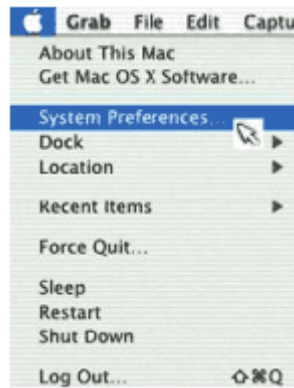 Grab File Edit Captu
About This Mac
Get Mac OS X Software...
System Preferences...
Dock
Location
Recent Items
Force Quit...
Sleep
Restart
Shut Down
Log Out... ⇧⌘Q